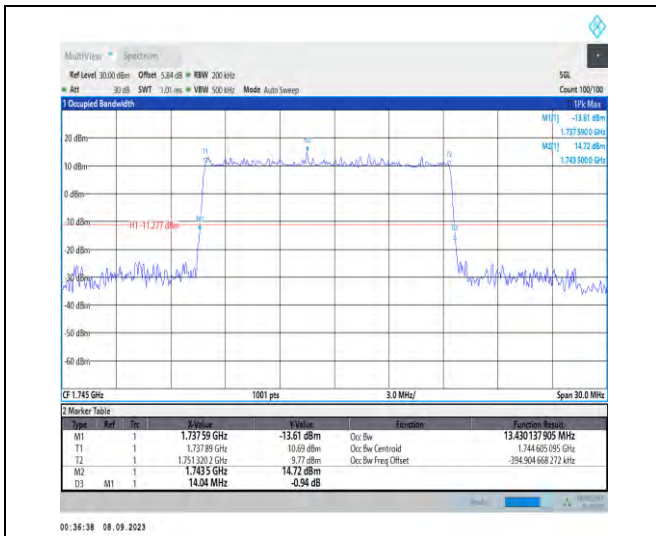 MultiView Spectrum
Ref Level 30.00 dBm Offset 5.84 dB RBW 200 kHz SGL
Att 30 dB SWT 1.01 ms VBW 500 kHz Mode Auto Sweep Count 100/100
1 Occupied Bandwidth 1Pk Max
M1[1] -13.61 dBm
1.737 590 0 GHz
M2[1] 14.72 dBm
1.743 500 0 GHz
20 dBm
M2
T1
T2
10 dBm
0 dBm
M1
-10 dBm
H1 -11.277 dBm
D3
-20 dBm
-30 dBm
-40 dBm
-50 dBm
-60 dBm
CF 1.745 GHz 1001 pts 3.0 MHz/ Span 30.0 MHz
2 Marker Table
Type Ref Trc X-Value Y-Value Function Function Result
M1 1 1.737 59 GHz -13.61 dBm Occ Bw 13.430 137 905 MHz
T1 1 1.737 89 GHz 10.69 dBm Occ Bw Centroid 1.744 605 095 GHz
T2 1 1.751 320 2 GHz 9.77 dBm Occ Bw Freq Offset -394.904 668 272 kHz
M2 1 1.743 5 GHz 14.72 dBm
D3 M1 1 14.04 MHz -0.94 dB
00:36:38 08.09.2023